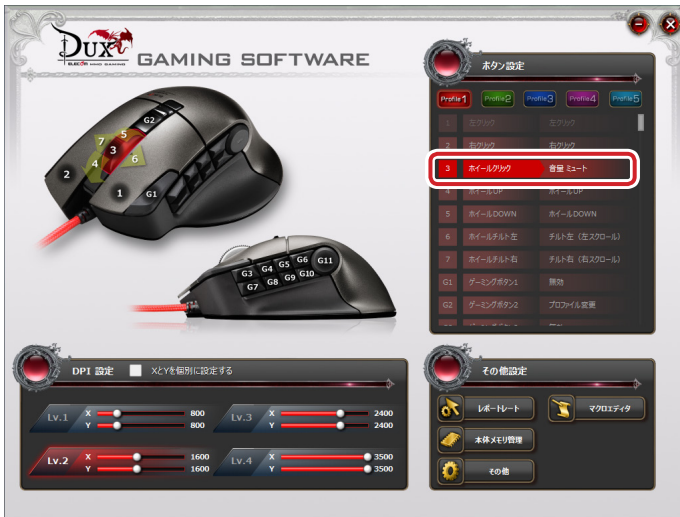 DUX
ELECOM MMO GAMING
GAMING SOFTWARE
G2
5
7
3
4
6
2
1
G1
G3
G4
G5
G6
G11
G7
G8
G9
G10
ボタン設定
Profile1 Profile2 Profile3 Profile4 Profile5
1 左クリック 左クリック
2 右クリック 右クリック
3 ホイールクリック 音量 ミュート
4 ホイールUP ホイールUP
5 ホイールDOWN ホイールDOWN
6 ホイールチルト左 チルト左（左スクロール）
7 ホイールチルト右 チルト右（右スクロール）
G1 ゲーミングボタン1 無効
G2 ゲーミングボタン2 プロファイル変更
DPI 設定 XとYを個別に設定する
Lv.1 X 800
Y 800
Lv.3 X 2400
Y 2400
Lv.2 X 1600
Y 1600
Lv.4 X 3500
Y 3500
その他設定
レポートレート マクロエディタ
本体メモリ管理
その他